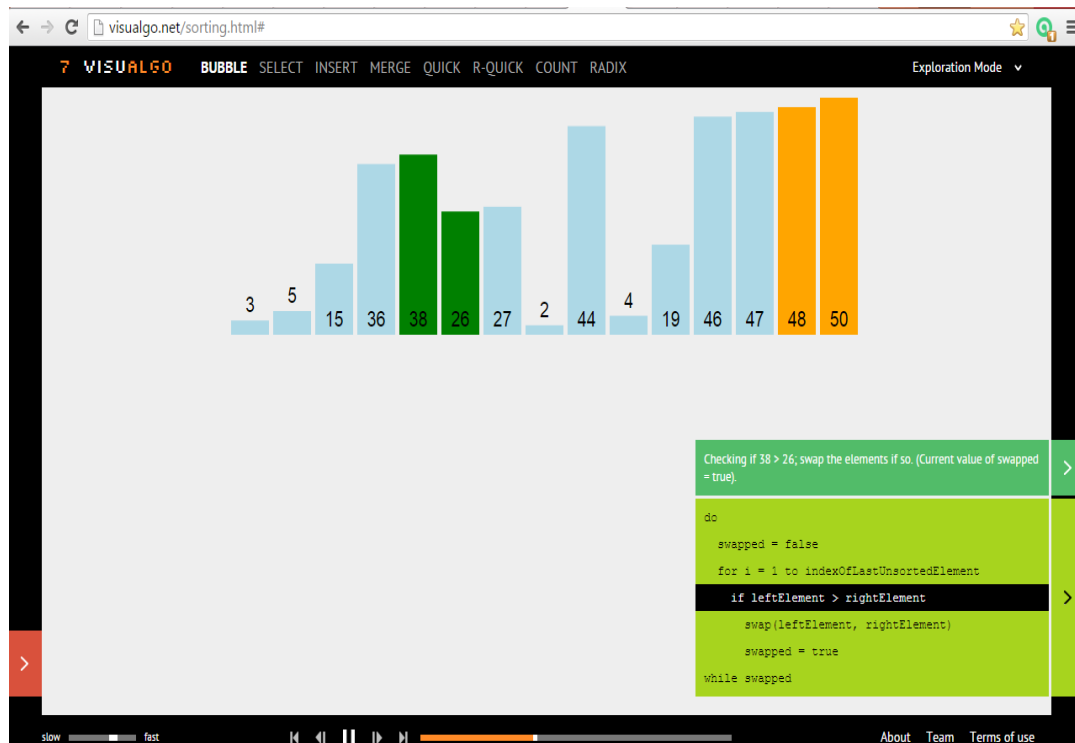 visualgo.net/sorting.html#
1
7 VISUALGO BUBBLE SELECT INSERT MERGE QUICK R-QUICK COUNT RADIX Exploration Mode
3 5 15 36 38 26 27 2 44 4 19 46 47 48 50
Checking if 38 > 26; swap the elements if so. (Current value of swapped
= true).
do
swapped = false
for i = 1 to indexOfLastUnsortedElement
if leftElement > rightElement
swap(leftElement, rightElement)
swapped = true
while swapped
slow fast About Team Terms of use